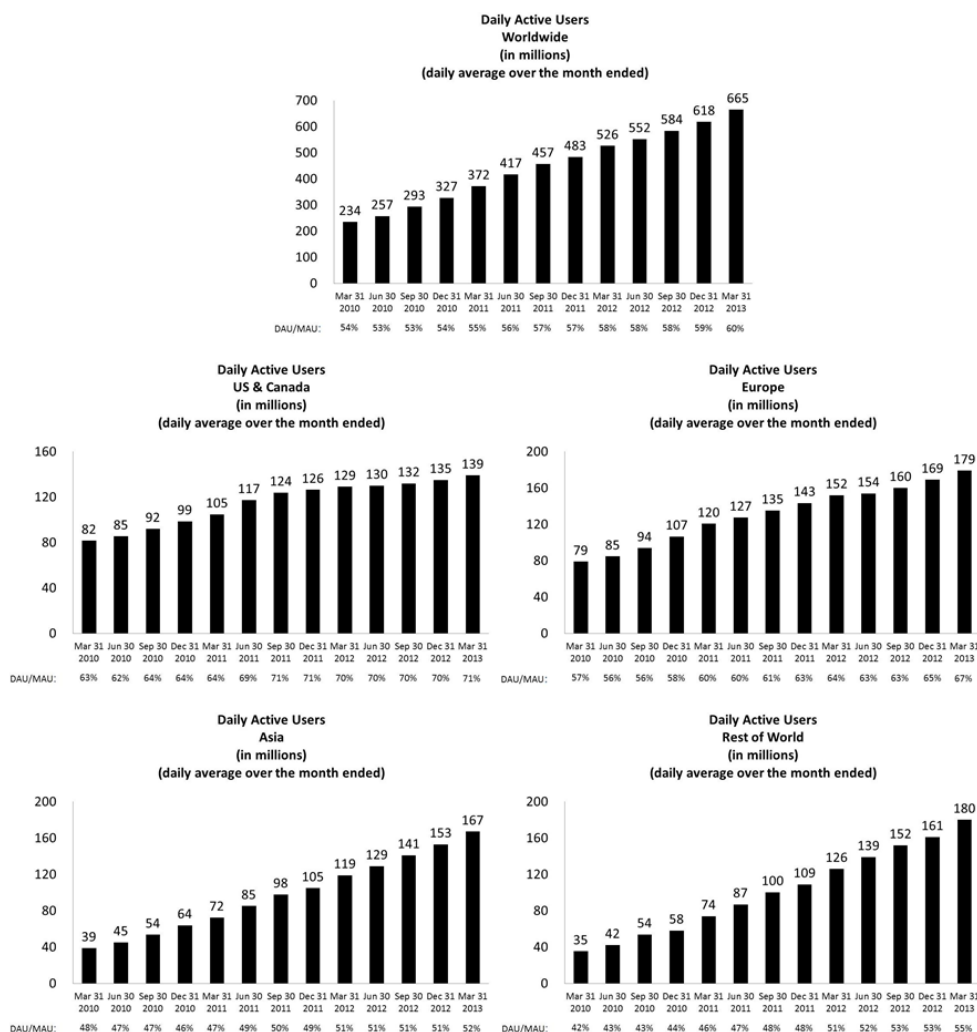 Daily Active Users
Worldwide
(in millions)
(daily average over the month ended)
700
600
500
400
300
200
100
0
234 257 293 327 372 417 457 483 526 552 584 618 665
Mar 31 Jun 30 Sep 30 Dec 31 Mar 31 Jun 30 Sep 30 Dec 31 Mar 31 Jun 30 Sep 30 Dec 31 Mar 31
2010 2010 2010 2010 2011 2011 2011 2011 2012 2012 2012 2012 2013
DAU/MAU: 54% 53% 53% 54% 55% 56% 57% 57% 58% 58% 58% 59% 60%
Daily Active Users
US & Canada
(in millions)
(daily average over the month ended)
160
120
80
40
0
82 85 92 99 105 117 124 126 129 130 132 135 139
Mar 31 Jun 30 Sep 30 Dec 31 Mar 31 Jun 30 Sep 30 Dec 31 Mar 31 Jun 30 Sep 30 Dec 31 Mar 31
2010 2010 2010 2010 2011 2011 2011 2011 2012 2012 2012 2012 2013
DAU/MAU: 63% 62% 64% 64% 64% 69% 71% 71% 70% 70% 70% 70% 71%
Daily Active Users
Europe
(in millions)
(daily average over the month ended)
200
160
120
80
40
0
79 85 94 107 120 127 135 143 152 154 160 169 179
Mar 31 Jun 30 Sep 30 Dec 31 Mar 31 Jun 30 Sep 30 Dec 31 Mar 31 Jun 30 Sep 30 Dec 31 Mar 31
2010 2010 2010 2010 2011 2011 2011 2011 2012 2012 2012 2012 2013
DAU/MAU: 57% 56% 56% 58% 60% 60% 61% 63% 64% 63% 63% 65% 67%
Daily Active Users
Asia
(in millions)
(daily average over the month ended)
200
160
120
80
40
0
39 45 54 64 72 85 98 105 119 129 141 153 167
Mar 31 Jun 30 Sep 30 Dec 31 Mar 31 Jun 30 Sep 30 Dec 31 Mar 31 Jun 30 Sep 30 Dec 31 Mar 31
2010 2010 2010 2010 2011 2011 2011 2011 2012 2012 2012 2012 2013
DAU/MAU: 48% 47% 47% 46% 47% 49% 50% 49% 51% 51% 51% 51% 52%
Daily Active Users
Rest of World
(in millions)
(daily average over the month ended)
200
160
120
80
40
0
35 42 54 58 74 87 100 109 126 139 152 161 180
Mar 31 Jun 30 Sep 30 Dec 31 Mar 31 Jun 30 Sep 30 Dec 31 Mar 31 Jun 30 Sep 30 Dec 31 Mar 31
2010 2010 2010 2010 2011 2011 2011 2011 2012 2012 2012 2012 2013
DAU/MAU: 42% 43% 43% 44% 46% 47% 48% 48% 51% 52% 53% 53% 55%